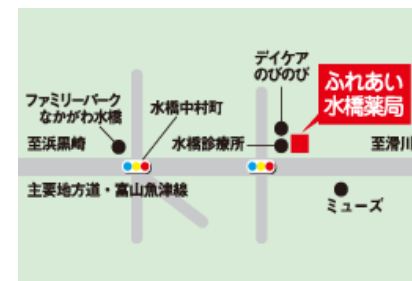 デイケア
のびのび
ふれあい
水橋薬局
ファミリーパーク
なかがわ水橋
水橋中村町
至浜黒崎
水橋診療所
至滑川
主要地方道・富山魚津線
ミューズ